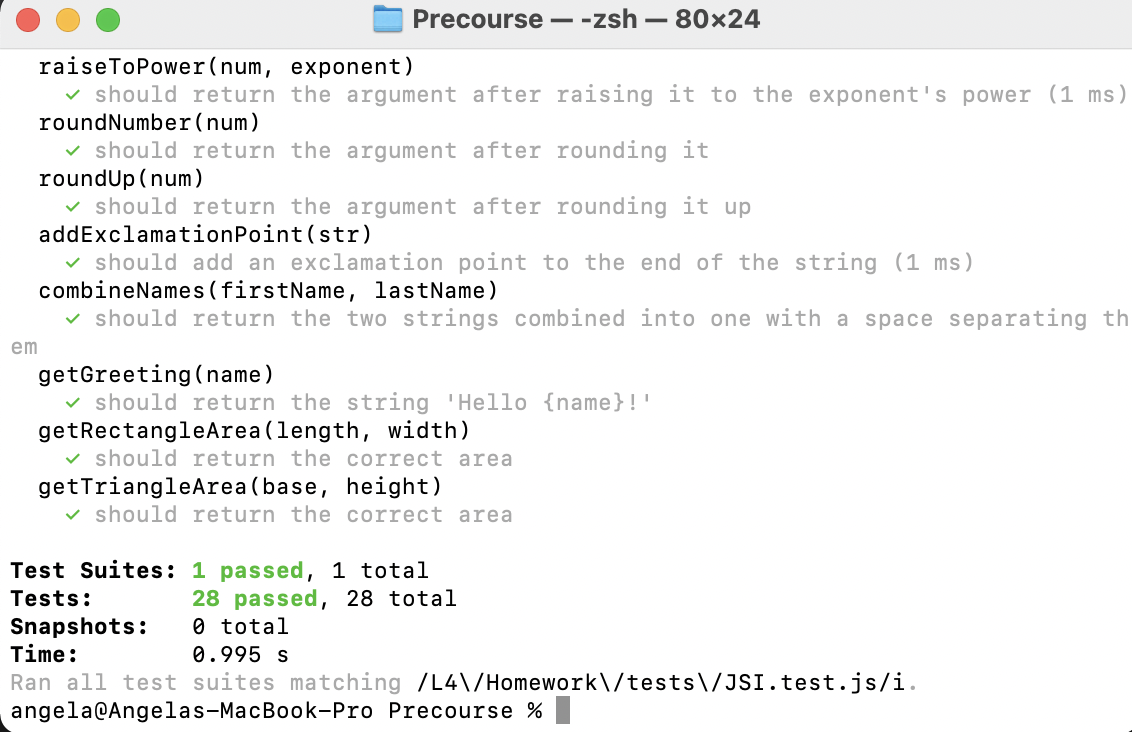 Precourse — -zsh — 80×24
raiseToPower(num, exponent)
✓ should return the argument after raising it to the exponent's power (1 ms)
roundNumber(num)
✓ should return the argument after rounding it
roundUp(num)
✓ should return the argument after rounding it up
addExclamationPoint(str)
✓ should add an exclamation point to the end of the string (1 ms)
combineNames(firstName, lastName)
✓ should return the two strings combined into one with a space separating th
em
getGreeting(name)
✓ should return the string 'Hello {name}!'
getRectangleArea(length, width)
✓ should return the correct area
getTriangleArea(base, height)
✓ should return the correct area
Test Suites: 1 passed, 1 total
Tests: 28 passed, 28 total
Snapshots: 0 total
Time: 0.995 s
Ran all test suites matching /L4\/Homework\/tests\/JSI.test.js/i.
angela@Angelas-MacBook-Pro Precourse %